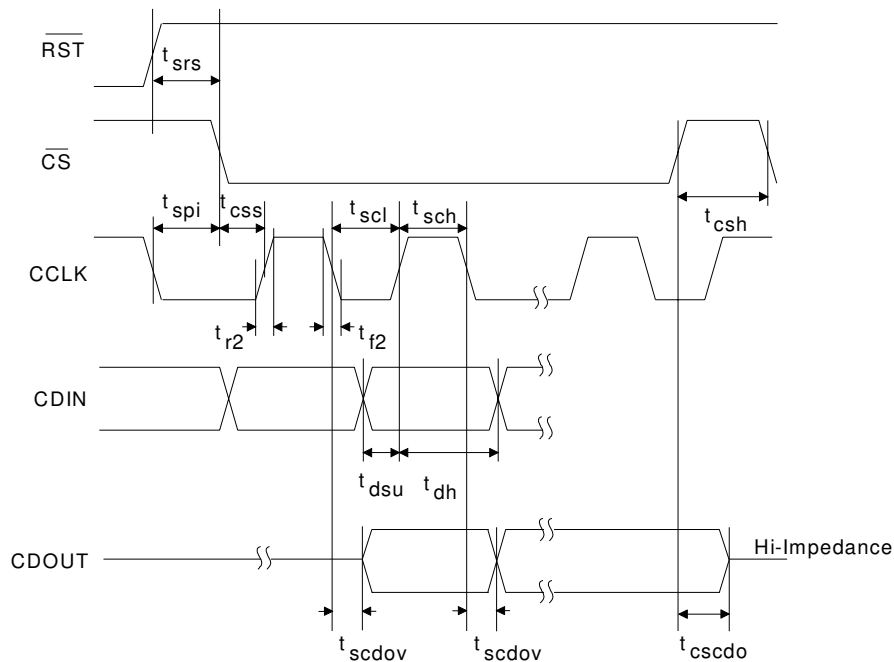 RST
t srs
CS
t spi
t css
t scl
t sch
t csh
CCLK
t r2
t f2
CDIN
t dsu
t dh
CDOUT
Hi-Impedance
t scdov
t scdov
t cscdo